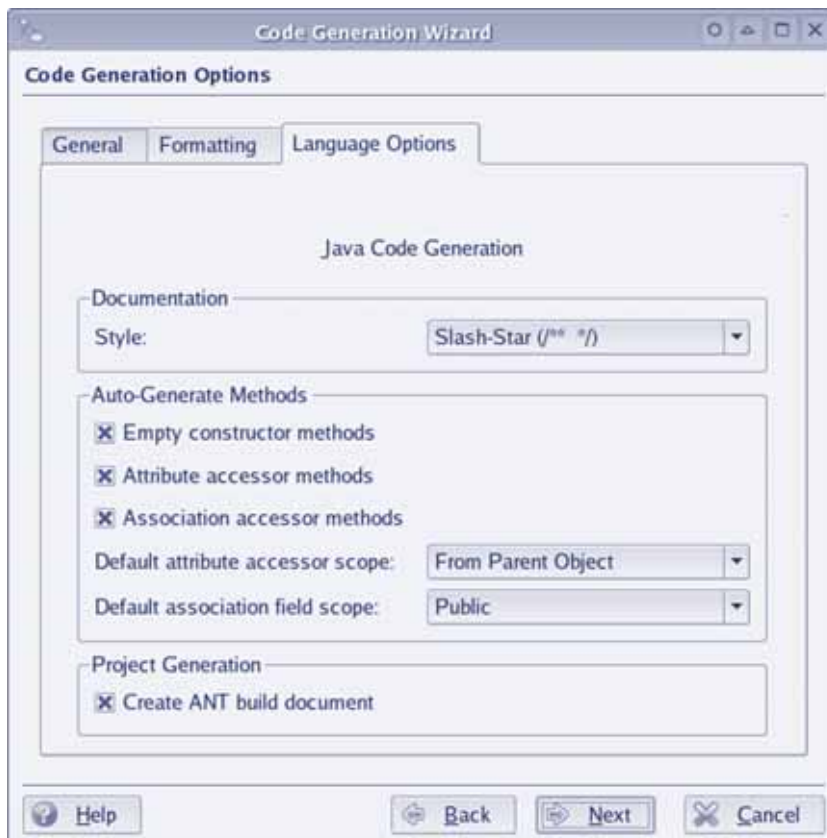 Code Generation Wizard
Code Generation Options
General
Formatting
Language Options
Java Code Generation
Documentation
Style:
Slash-Star (/** */)
Auto-Generate Methods
Empty constructor methods
Attribute accessor methods
Association accessor methods
Default attribute accessor scope:
From Parent Object
Default association field scope:
Public
Project Generation
Create ANT build document
Help
Back
Next
Cancel